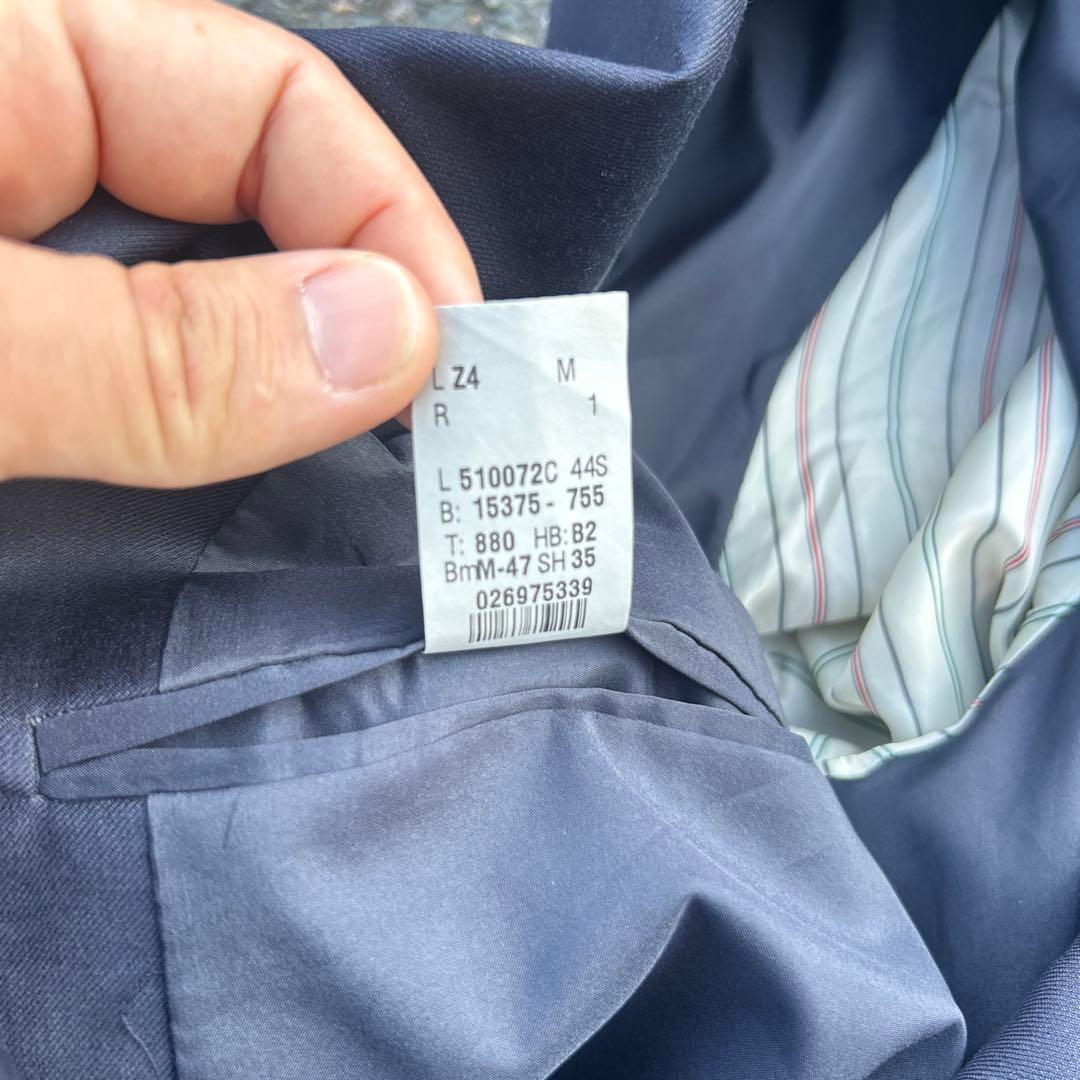 L Z4 M
R 1
L 510072C 44S
B: 15375- 755
T: 880 HB: B2
BmM-47 SH 35
026975339